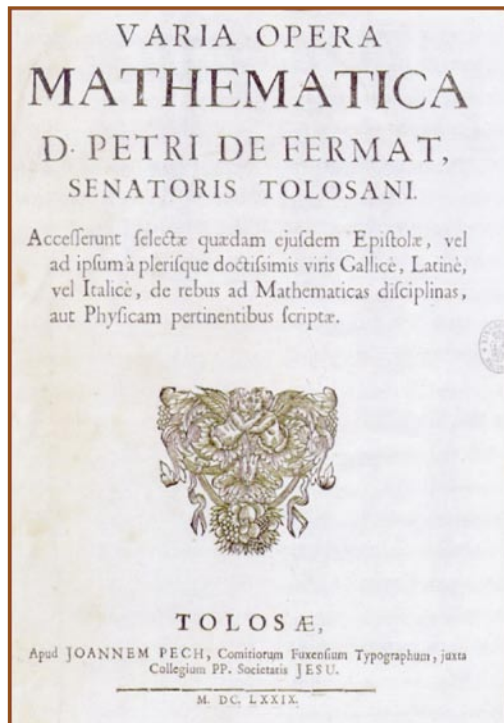 VARIA OPERA
MATHEMATICA
D. PETRI DE FERMAT,
SENATORIS TOLOSANI.
Accesserunt selectæ quædam ejusdem Epistolæ, vel
ad ipsum à plerisque doctissimis viris Gallicè, Latinè,
vel Italicè, de rebus ad Mathematicas disciplinas,
aut Physicam pertinentibus scriptæ.
TOLOSÆ,
Apud JOANNEM PECH, Comitiorum Fuxensium Typographum, juxta
Collegium PP. Societatis JESU.
M. DC. LXXIX.